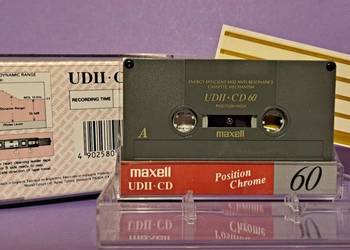 DYNAMIC RANGE
UDII·CD
RECORDING TIME
4 902580
ENERGY EFFICIENT AND ANTI-RESONANCE
CASSETTE MECHANISM
UDII·CD 60
POSITION·HIGH
A
maxell
maxell
UDII·CD
Position
Chrome
60